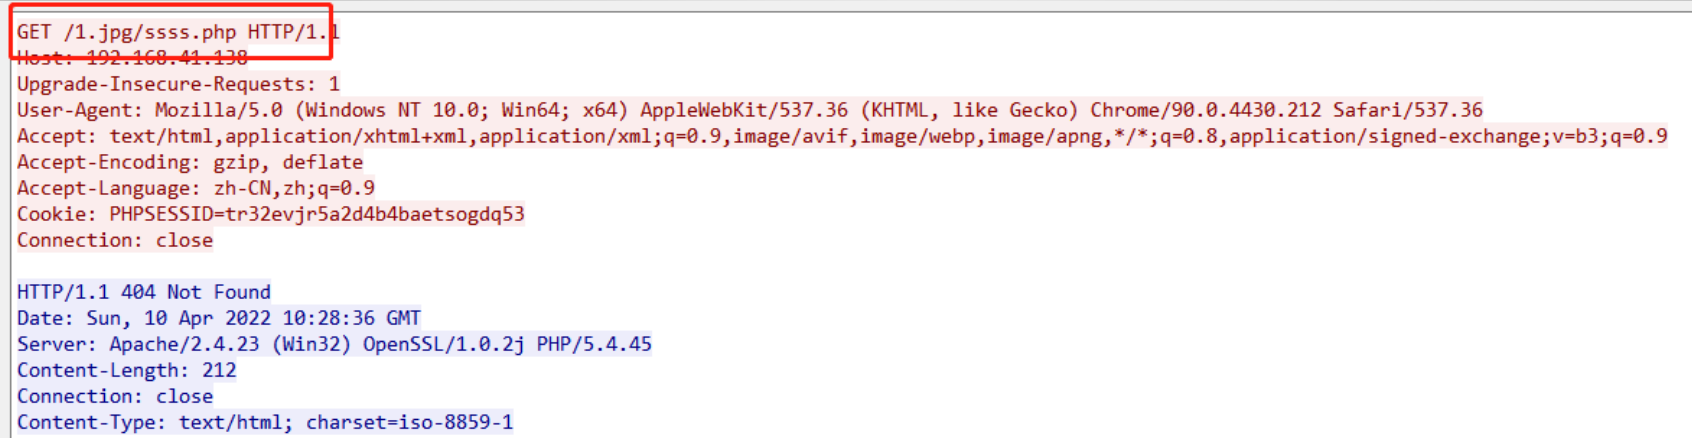 GET /1.jpg/ssss.php HTTP/1.1
Host: 192.168.41.138
Upgrade-Insecure-Requests: 1
User-Agent: Mozilla/5.0 (Windows NT 10.0; Win64; x64) AppleWebKit/537.36 (KHTML, like Gecko) Chrome/90.0.4430.212 Safari/537.36
Accept: text/html,application/xhtml+xml,application/xml;q=0.9,image/avif,image/webp,image/apng,*/*;q=0.8,application/signed-exchange;v=b3;q=0.9
Accept-Encoding: gzip, deflate
Accept-Language: zh-CN,zh;q=0.9
Cookie: PHPSESSID=tr32evjr5a2d4b4baetsogdq53
Connection: close
HTTP/1.1 404 Not Found
Date: Sun, 10 Apr 2022 10:28:36 GMT
Server: Apache/2.4.23 (Win32) OpenSSL/1.0.2j PHP/5.4.45
Content-Length: 212
Connection: close
Content-Type: text/html; charset=iso-8859-1